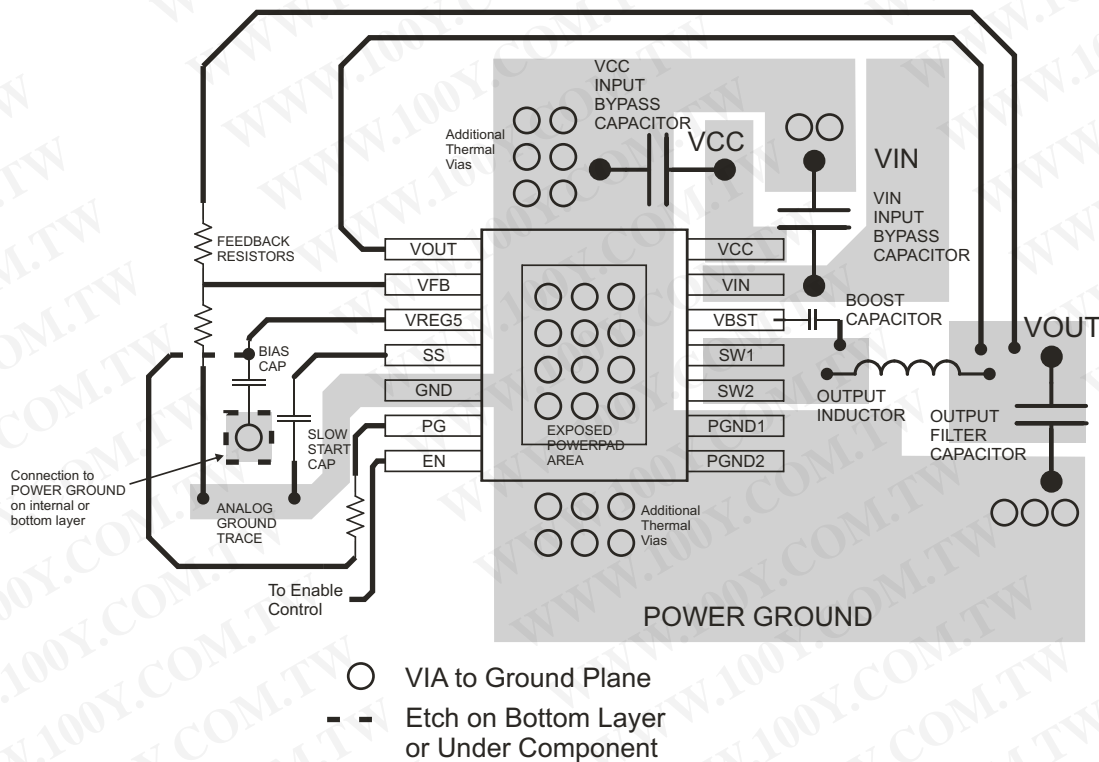 VCC
INPUT
BYPASS
CAPACITOR
Additional
Thermal
Vias
VCC
VIN
VIN
INPUT
BYPASS
CAPACITOR
FEEDBACK
RESISTORS
VOUT
VFB
VREG5
SS
GND
PG
EN
VCC
VIN
VBST
SW1
SW2
PGND1
PGND2
BOOST
CAPACITOR
VOUT
BIAS
CAP
SLOW
START
CAP
OUTPUT
INDUCTOR
OUTPUT
FILTER
CAPACITOR
EXPOSED
POWERPAD
AREA
Connection to
POWER GROUND
on internal or
bottom layer
ANALOG
GROUND
TRACE
Additional
Thermal
Vias
To Enable
Control
POWER GROUND
VIA to Ground Plane
Etch on Bottom Layer
or Under Component
WWW.100Y.COM.TW